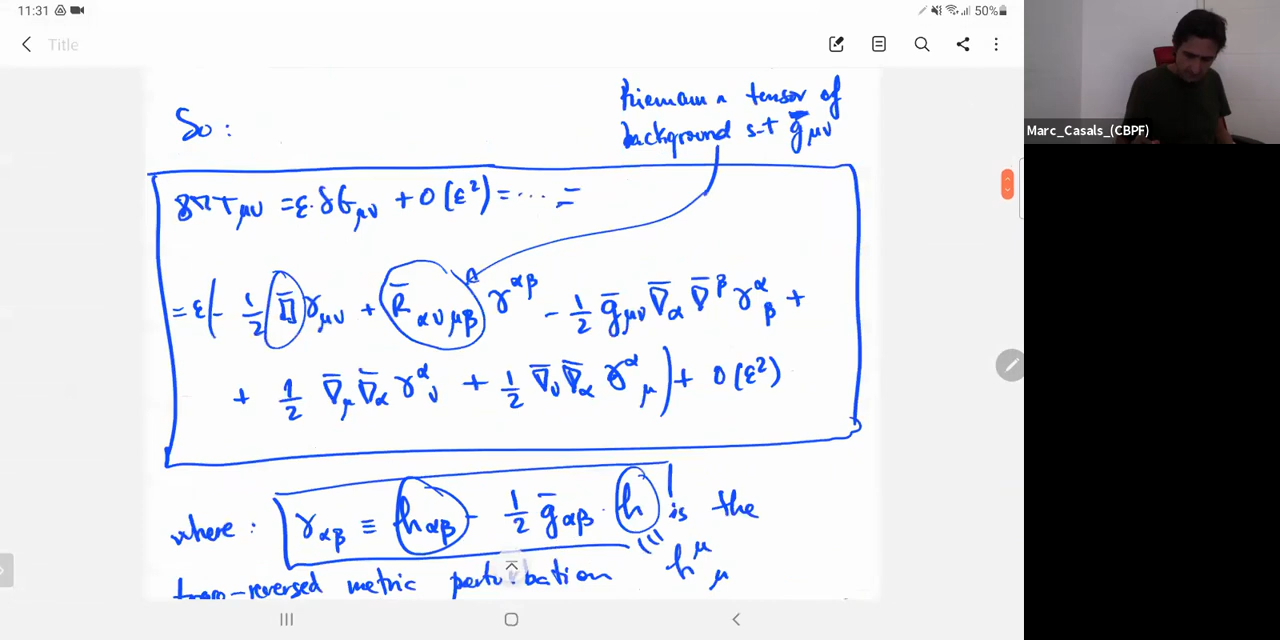 11:31 50%
Title
Riemann tensor of
background s-t ḡμν
So:
8πTμν = ε·δGμν + O(ε²) = ··· =
= ε(- 1/2 □̄ γμν + R̄ανμβ γ^αβ - 1/2 ḡμν ∇̄α ∇̄^β γ^α_β +
+ 1/2 ∇̄μ ∇̄α γ^α_ν + 1/2 ∇̄ν ∇̄α γ^α_μ) + O(ε²)
where: γαβ ≡ hαβ - 1/2 ḡαβ · h is the
h^μ_μ
trace-reversed metric perturbation
Marc_Casals_(CBPF)